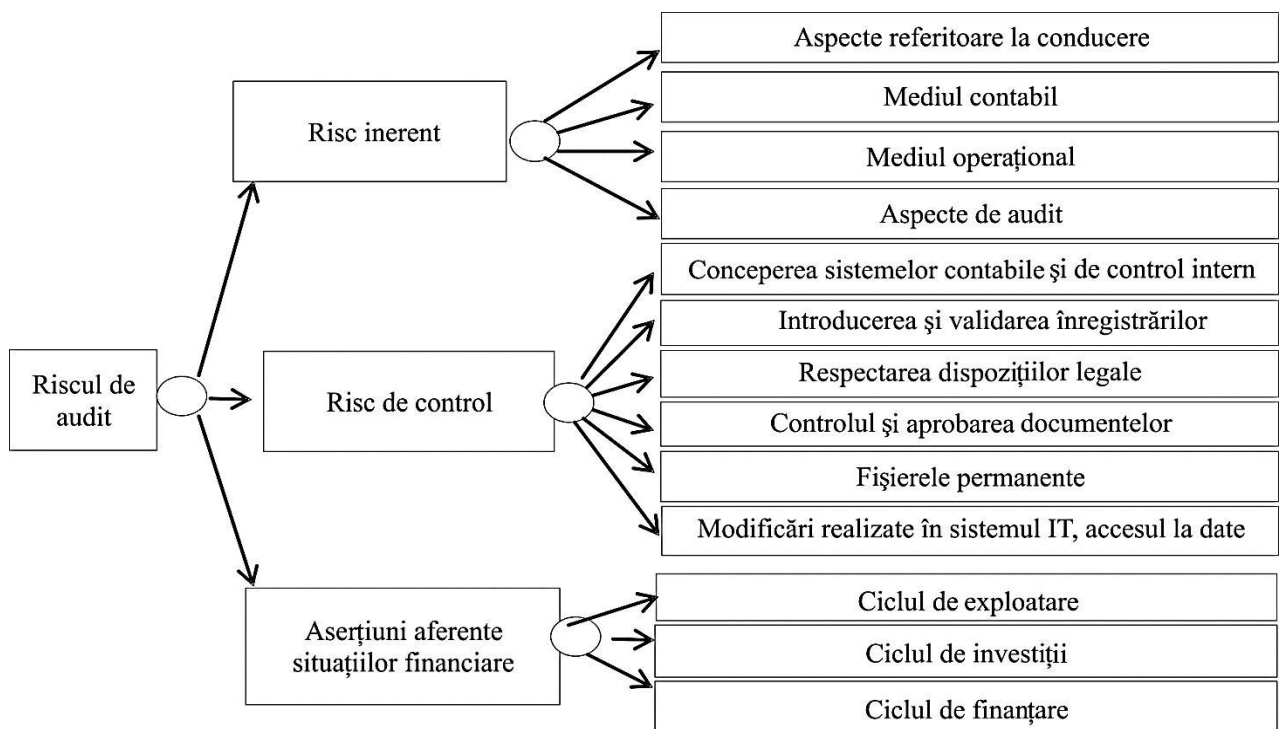 Riscul de
audit
Risc inerent
Aspecte referitoare la conducere
Mediul contabil
Mediul operațional
Aspecte de audit
Risc de control
Conceperea sistemelor contabile şi de control intern
Introducerea şi validarea înregistrărilor
Respectarea dispozițiilor legale
Controlul şi aprobarea documentelor
Fişierele permanente
Modificări realizate în sistemul IT, accesul la date
Aserțiuni aferente
situațiilor financiare
Ciclul de exploatare
Ciclul de investiții
Ciclul de finanțare